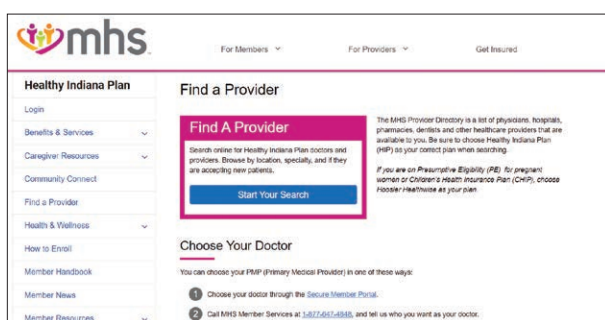 mhs
For Members
For Providers
Get Insured
Healthy Indiana Plan
Login
Benefits & Services
Caregiver Resources
Community Connect
Find a Provider
Health & Wellness
How to Enroll
Member Handbook
Member News
Member Resources
Find a Provider
Find A Provider
Search online for Healthy Indiana Plan doctors and
providers. Browse by location, specialty, and if they
are accepting new patients.
Start Your Search
The MHS Provider Directory is a list of physicians, hospitals,
pharmacies, dentists and other healthcare providers that are
available to you. Be sure to choose Healthy Indiana Plan
(HIP) as your correct plan when searching.
If you are on Presumptive Eligibility (PE) for pregnant
women or Children's Health Insurance Plan (CHIP), choose
Hoosier Healthwise as your plan.
Choose Your Doctor
You can choose your PMP (Primary Medical Provider) in one of these ways:
1 Choose your doctor through the Secure Member Portal.
2 Call MHS Member Services at 1-877-647-4848, and tell us who you want as your doctor.